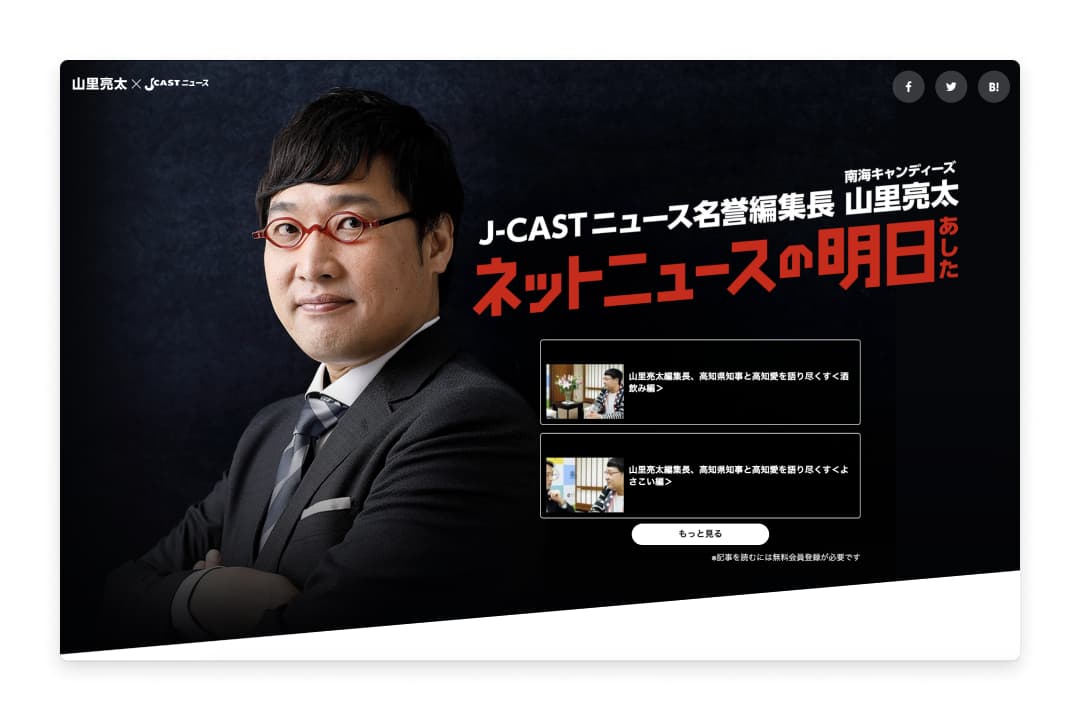 山里亮太×J-CASTニュース
B!
南海キャンディーズ
J-CASTニュース名誉編集長 山里亮太
ネットニュースの明日
あした
山里亮太編集長、高知県知事と高知愛を語り尽くす＜酒
飲み編＞
山里亮太編集長、高知県知事と高知愛を語り尽くす＜よ
さこい編＞
もっと見る
※記事を読むには無料会員登録が必要です